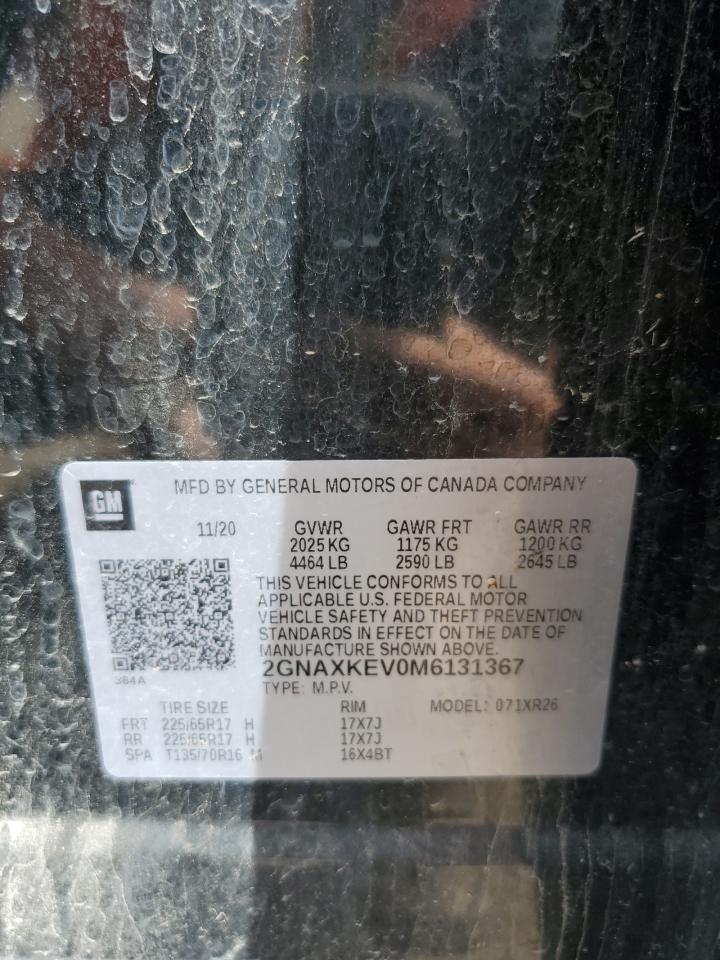 GM
MFD BY GENERAL MOTORS OF CANADA COMPANY
11/20 GVWR GAWR FRT GAWR RR
2025 KG 1175 KG 1200 KG
4464 LB 2590 LB 2645 LB
THIS VEHICLE CONFORMS TO ALL
APPLICABLE U.S. FEDERAL MOTOR
VEHICLE SAFETY AND THEFT PREVENTION
STANDARDS IN EFFECT ON THE DATE OF
MANUFACTURE SHOWN ABOVE.
2GNAXKEV0M6131367
384A
TYPE: M.P.V.
TIRE SIZE RIM MODEL: 071XR26
FRT 225/65R17 H 17X7J
RR 225/65R17 H 17X7J
SPA T135/70R16 M 16X4BT